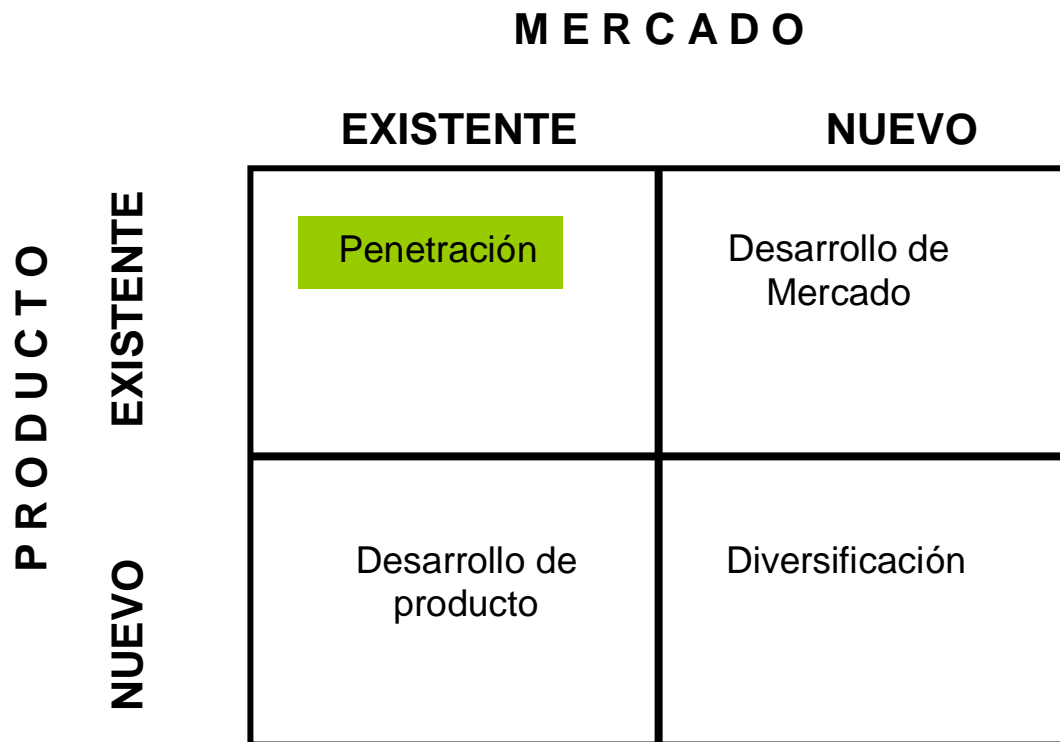 M E R C A D O
EXISTENTE NUEVO
P R O D U C T O
EXISTENTE
Penetración
Desarrollo de
Mercado
NUEVO
Desarrollo de
producto
Diversificación